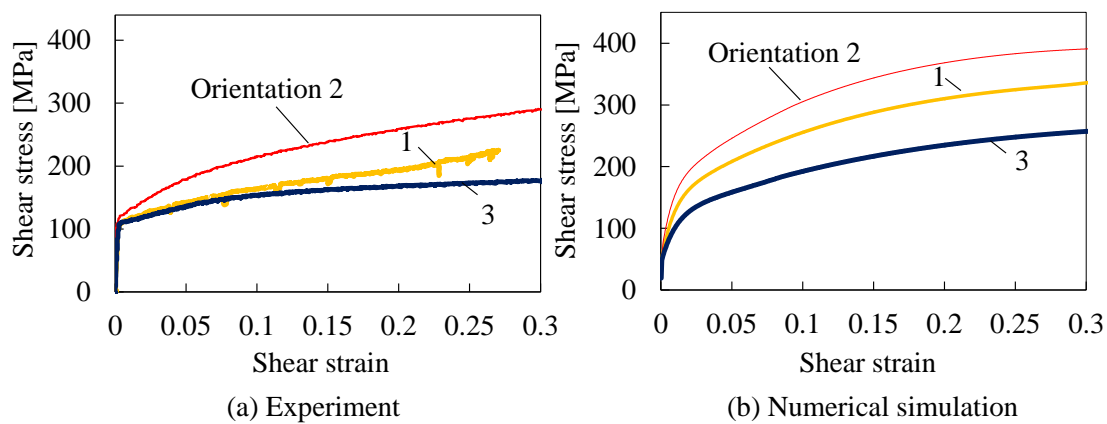 Shear stress [MPa]
400
300
200
100
0
Orientation 2
1
3
0 0.05 0.1 0.15 0.2 0.25 0.3
Shear strain
(a) Experiment
Shear stress [MPa]
400
300
200
100
0
Orientation 2
1
3
0 0.05 0.1 0.15 0.2 0.25 0.3
Shear strain
(b) Numerical simulation